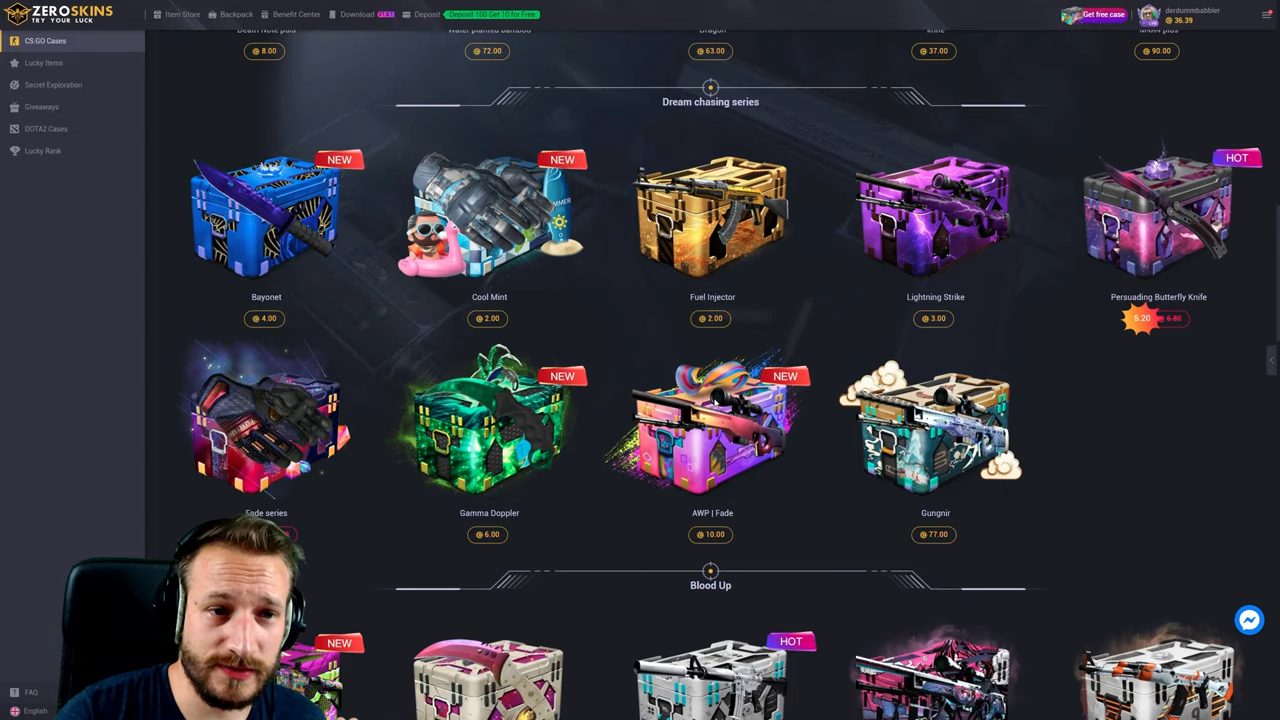 ZEROSKINS
TRY YOUR LUCK
Item Store
Backpack
Benefit Center
Download
Deposit
Deposit 100 Get 10 for Free
Get free case
derdummbabbler
36.39
CS:GO Cases
Lucky Items
Secret Exploration
Giveaways
DOTA2 Cases
Lucky Rank
Water planted bamboo
Dragon
8.00
72.00
63.00
37.00
90.00
Dream chasing series
NEW
NEW
HOT
Bayonet
Cool Mint
Fuel Injector
Lightning Strike
Persuading Butterfly Knife
4.00
2.00
2.00
3.00
5.20
6.80
NEW
NEW
Fade series
Gamma Doppler
AWP | Fade
Gungnir
6.00
10.00
77.00
Blood Up
NEW
HOT
FAQ
English